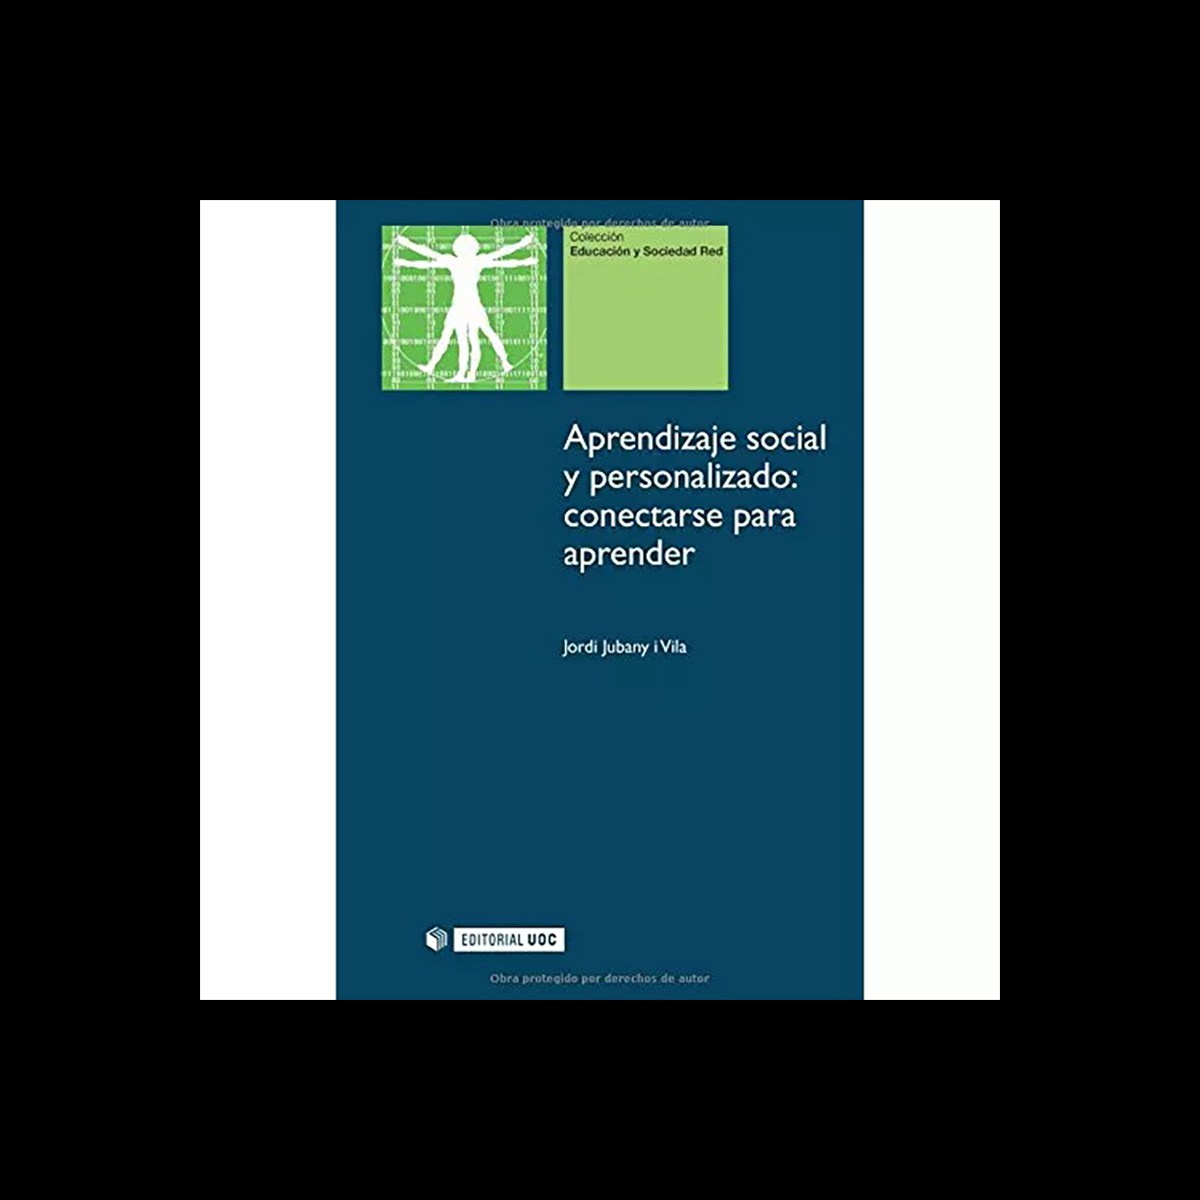 Obra protegido por derechos de autor
Colección
Educación y Sociedad Red
Aprendizaje social
y personalizado:
conectarse para
aprender
Jordi Jubany i Vila
EDITORIAL UOC
Obra protegido por derechos de autor